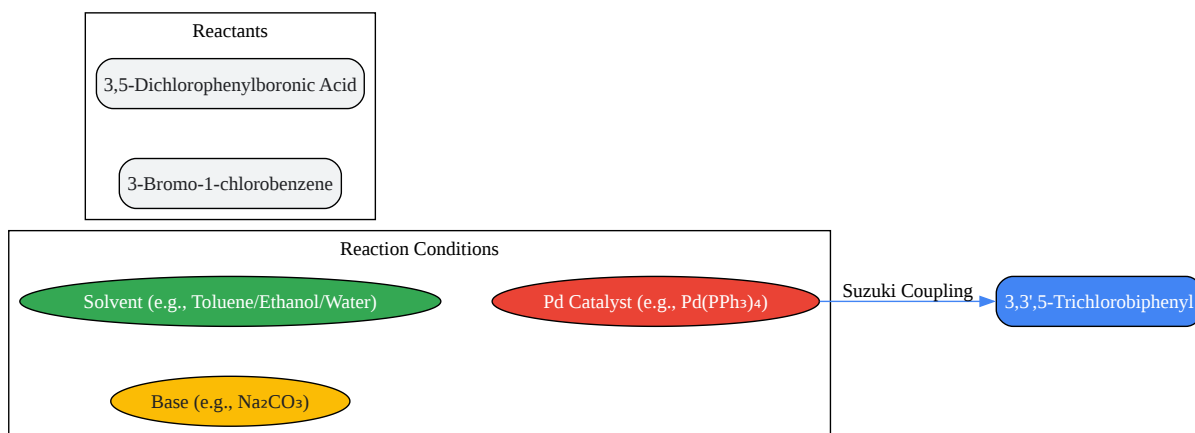 Reactants
3,5-Dichlorophenylboronic Acid
3-Bromo-1-chlorobenzene
Reaction Conditions
Solvent (e.g., Toluene/Ethanol/Water)
Pd Catalyst (e.g., Pd(PPh₃)₄)
Suzuki Coupling
3,3',5-Trichlorobiphenyl
Base (e.g., Na₂CO₃)